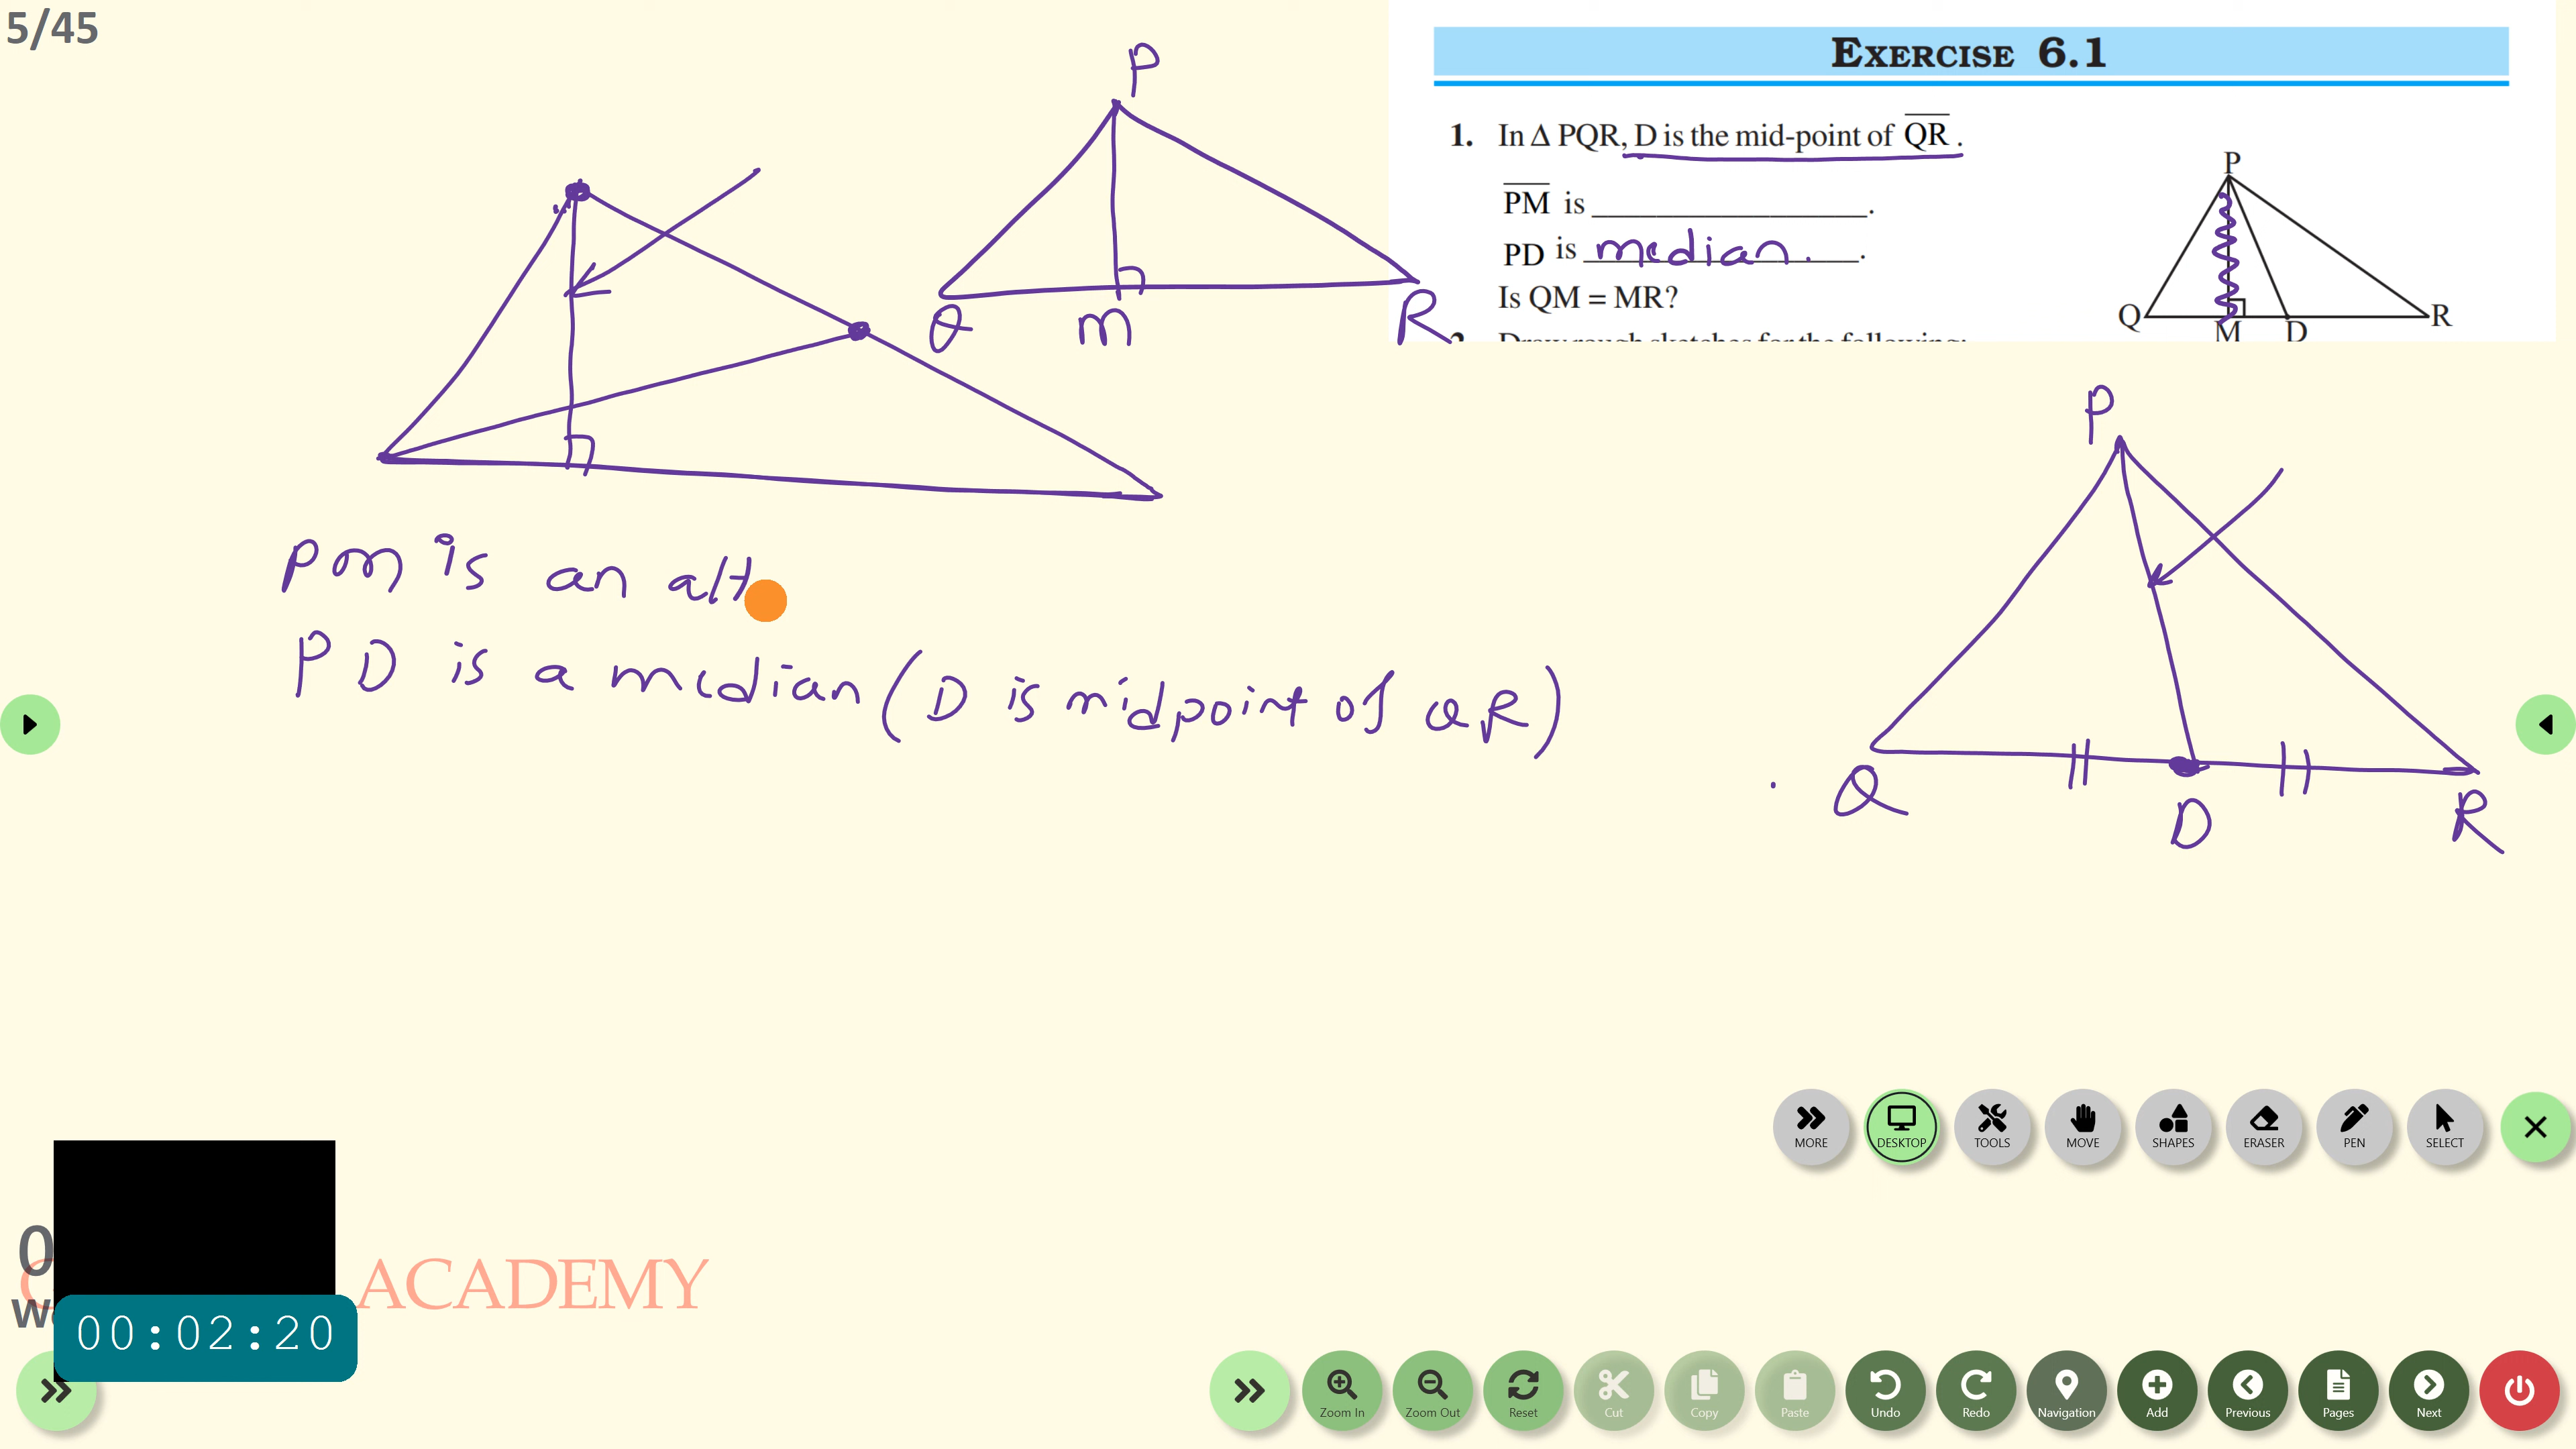 5/45
EXERCISE 6.1
1. In Δ PQR, D is the mid-point of QR .
PM is ____________________.
PD is median. .
Is QM = MR?
P
Q
M
D
R
P
Q
M
R
P
Q
D
R
PM is an alt
PD is a median (D is midpoint of QR)
MORE
DESKTOP
TOOLS
MOVE
SHAPES
ERASER
PEN
SELECT
ACADEMY
00:02:20
Zoom In
Zoom Out
Reset
Cut
Copy
Paste
Undo
Redo
Navigation
Add
Previous
Pages
Next